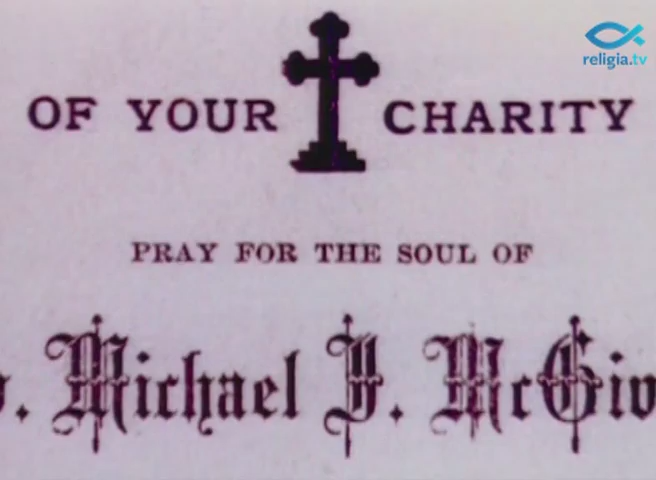 religia.tv
OF YOUR CHARITY
PRAY FOR THE SOUL OF
. Michael J. McGiv